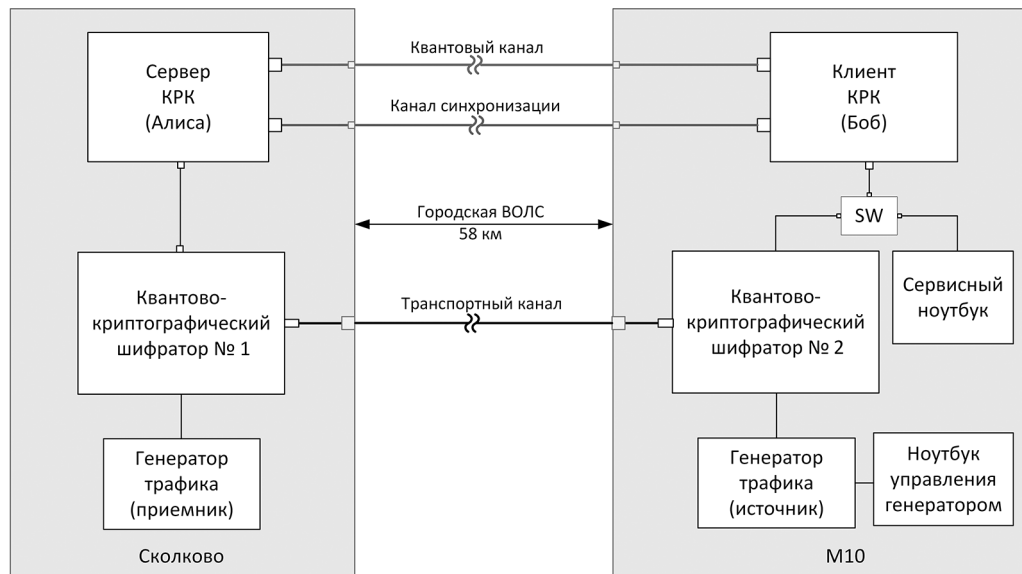 Квантовый канал
Сервер
КРК
(Алиса)
Канал синхронизации
Клиент
КРК
(Боб)
SW
Городская ВОЛС
58 км
Квантово-
криптографический
шифратор № 1
Транспортный канал
Квантово-
криптографический
шифратор № 2
Сервисный
ноутбук
Генератор
трафика
(приемник)
Генератор
трафика
(источник)
Ноутбук
управления
генератором
Сколково
М10